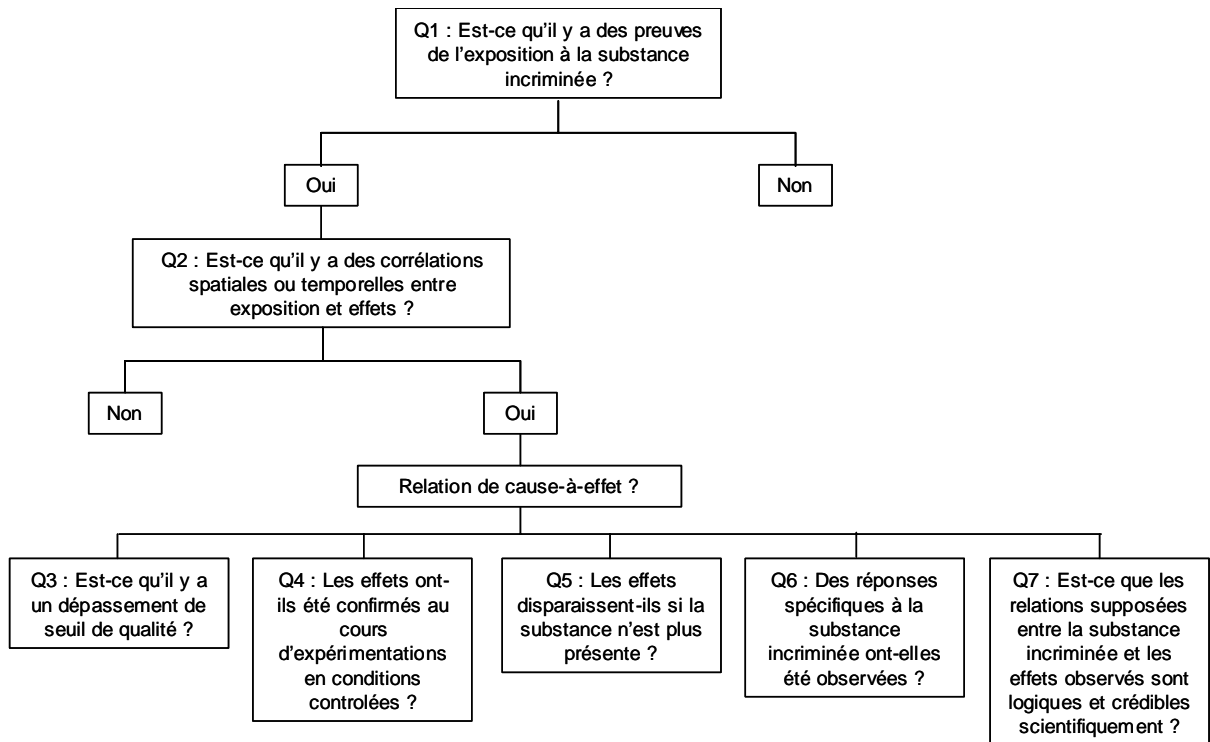 Q1 : Est-ce qu'il y a des preuves
de l'exposition à la substance
incriminée ?
Oui
Non
Q2 : Est-ce qu'il y a des corrélations
spatiales ou temporelles entre
exposition et effets ?
Non
Oui
Relation de cause-à-effet ?
Q3 : Est-ce qu'il y a
un dépassement de
seuil de qualité ?
Q4 : Les effets ont-
ils été confirmés au
cours
d'expérimentations
en conditions
controlées ?
Q5 : Les effets
disparaissent-ils si la
substance n'est plus
présente ?
Q6 : Des réponses
spécifiques à la
substance
incriminée ont-elles
été observées ?
Q7 : Est-ce que les
relations supposées
entre la substance
incriminée et les
effets observés sont
logiques et crédibles
scientifiquement ?